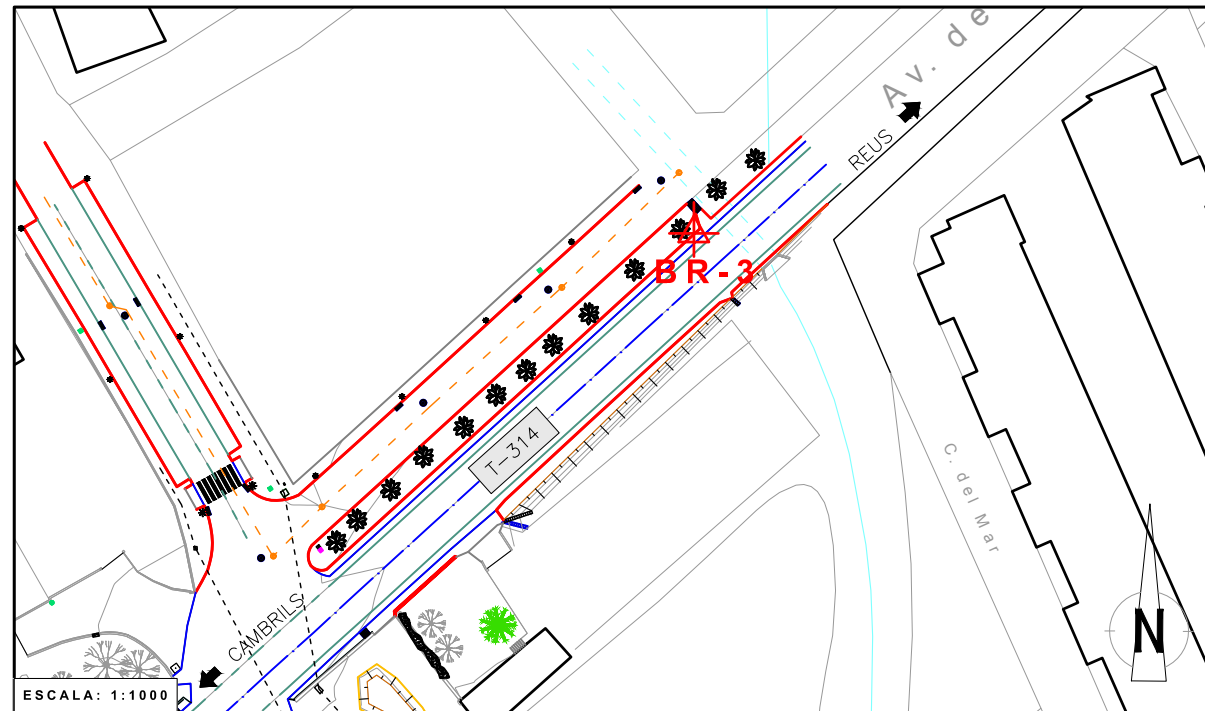 Av. de
REUS
BR-3
T-314
C. del Mar
CAMBRILS
N
ESCALA: 1:1000